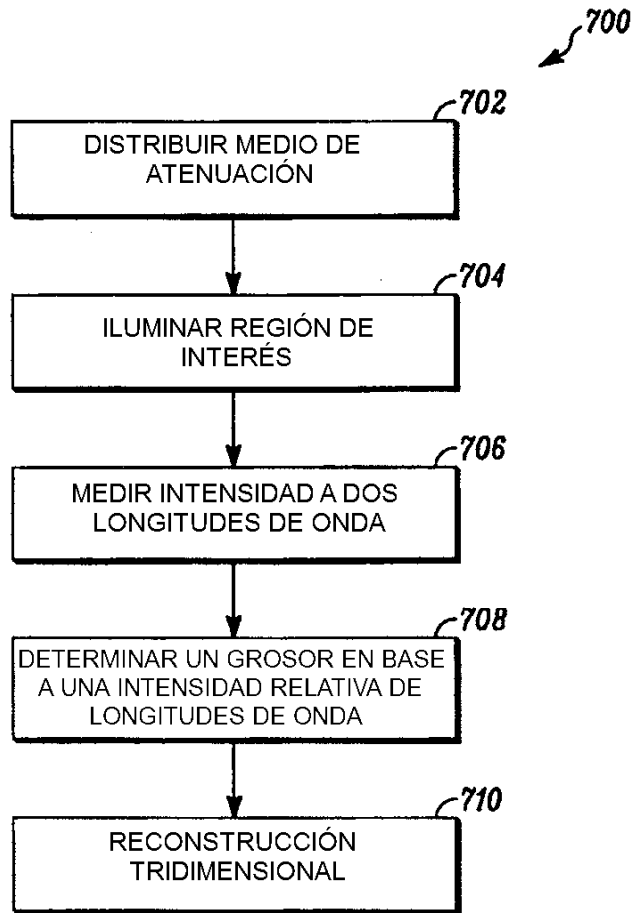 700
702
DISTRIBUIR MEDIO DE
ATENUACIÓN
704
ILUMINAR REGIÓN DE
INTERÉS
706
MEDIR INTENSIDAD A DOS
LONGITUDES DE ONDA
708
DETERMINAR UN GROSOR EN BASE
A UNA INTENSIDAD RELATIVA DE
LONGITUDES DE ONDA
710
RECONSTRUCCIÓN
TRIDIMENSIONAL